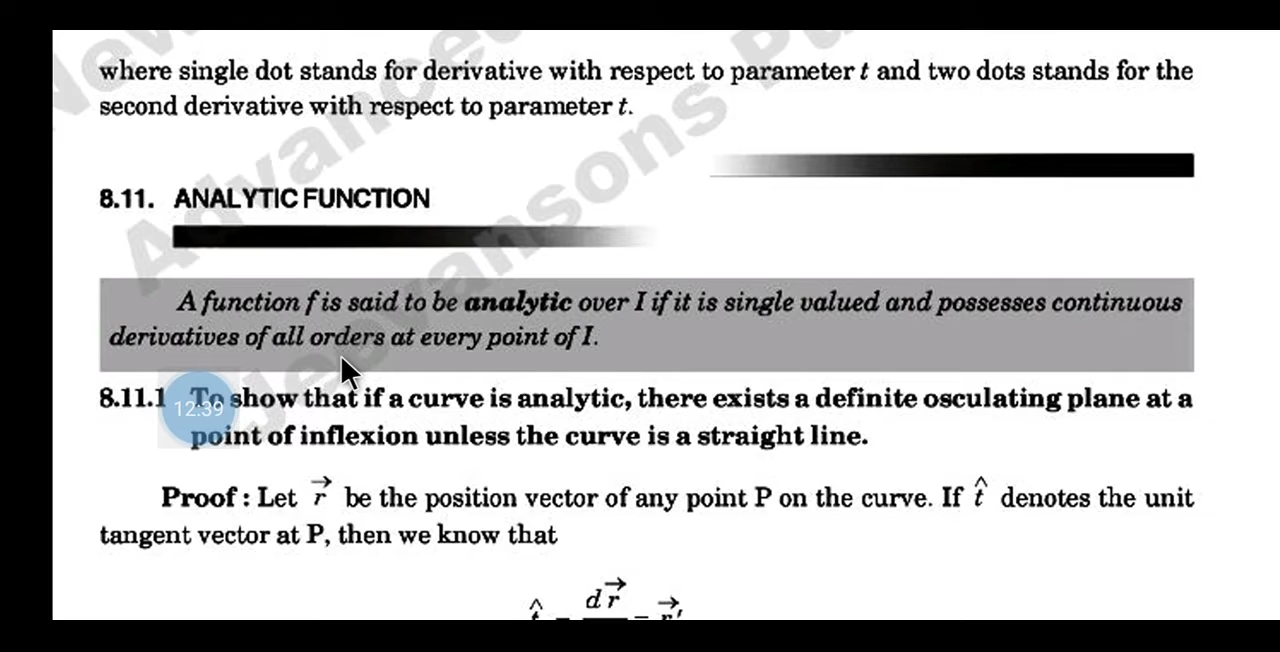 where single dot stands for derivative with respect to parameter t and two dots stands for the
second derivative with respect to parameter t.
8.11. ANALYTIC FUNCTION
A function f is said to be analytic over I if it is single valued and possesses continuous
derivatives of all orders at every point of I.
8.11.1 To show that if a curve is analytic, there exists a definite osculating plane at a
12:39
point of inflexion unless the curve is a straight line.
Proof : Let r⃗ be the position vector of any point P on the curve. If t̂ denotes the unit
tangent vector at P, then we know that
t̂ = dr⃗ = r⃗′
Advance
Jeevansons Pu